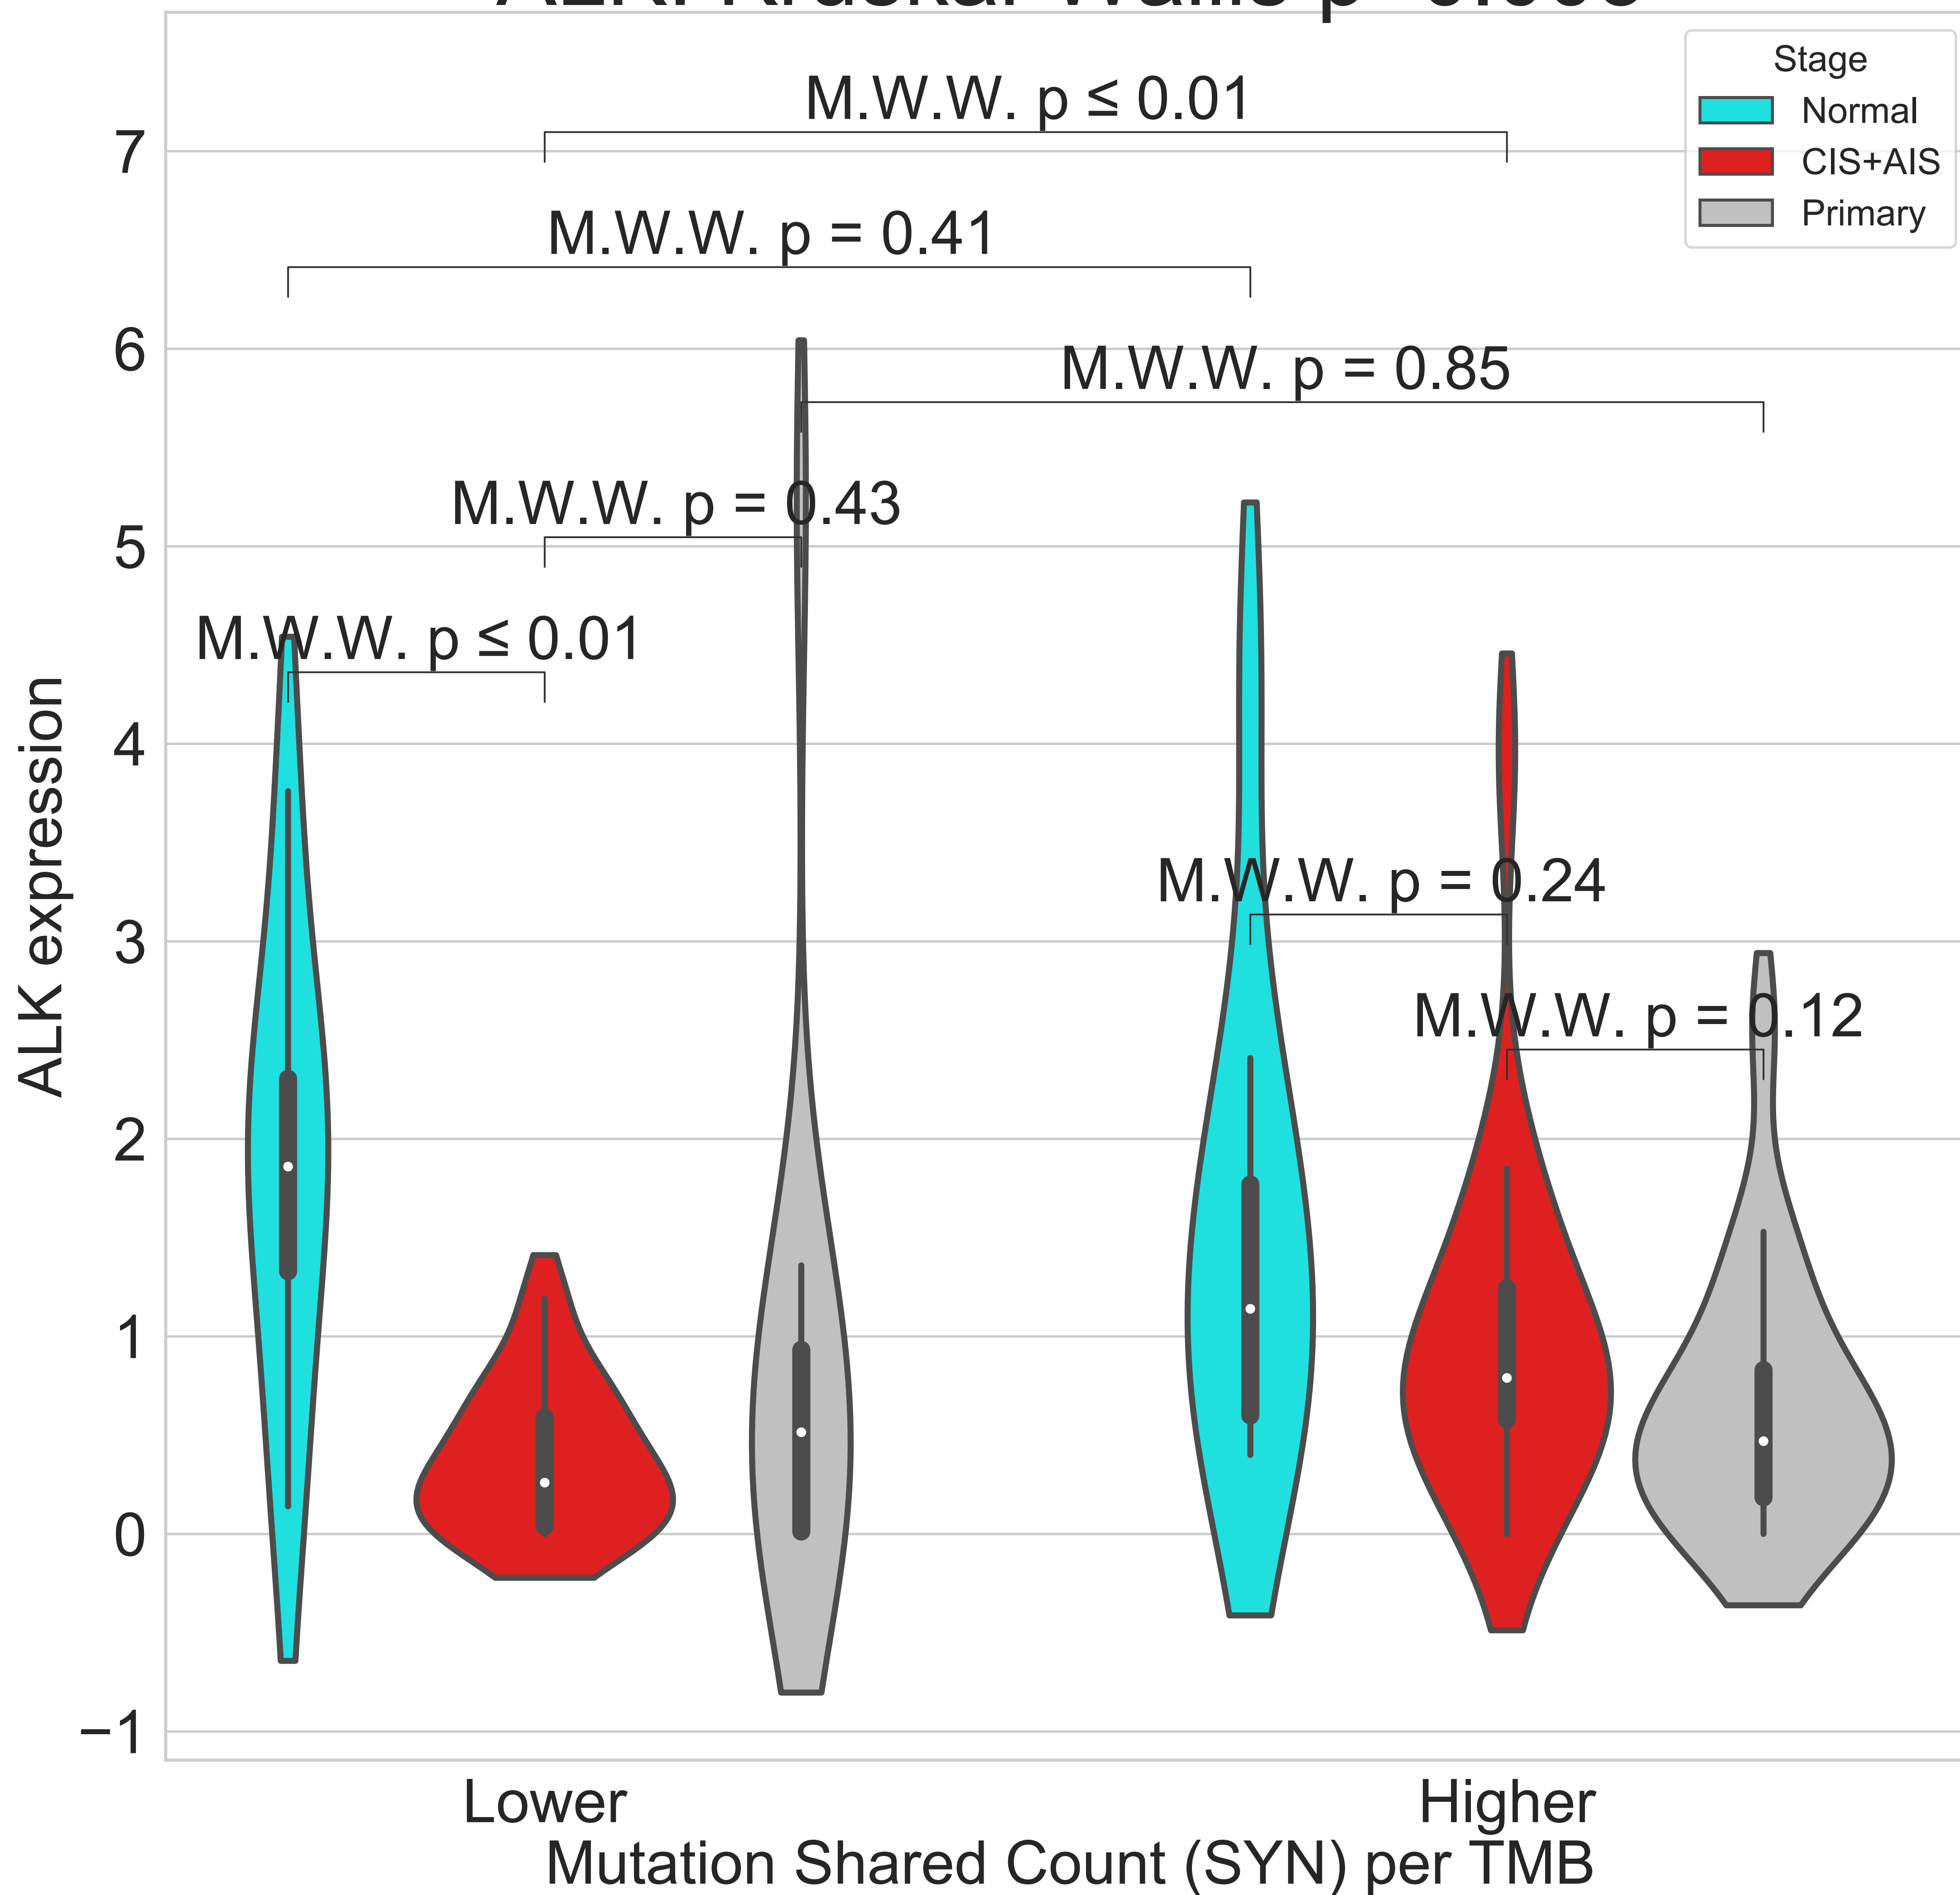 Stage
Normal
CIS+AIS
Primary
M.W.W. p ≤ 0.01
M.W.W. p = 0.41
M.W.W. p = 0.85
M.W.W. p = 0.43
M.W.W. p ≤ 0.01
M.W.W. p = 0.24
M.W.W. p = 0.12
ALK expression
7
6
5
4
3
2
1
0
−1
Lower
Higher
Mutation Shared Count (SYN) per TMB